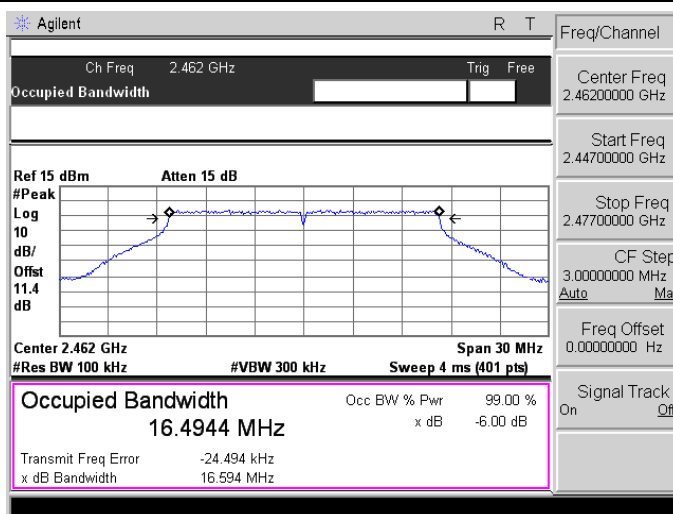 Agilent R T
Ch Freq 2.462 GHz Trig Free
Occupied Bandwidth
Ref 15 dBm Atten 15 dB
#Peak
Log
10
dB/
Offst
11.4
dB
Center 2.462 GHz Span 30 MHz
#Res BW 100 kHz #VBW 300 kHz Sweep 4 ms (401 pts)
Occupied Bandwidth
16.4944 MHz
Occ BW % Pwr 99.00 %
x dB -6.00 dB
Transmit Freq Error -24.494 kHz
x dB Bandwidth 16.594 MHz
Freq/Channel
Center Freq
2.46200000 GHz
Start Freq
2.44700000 GHz
Stop Freq
2.47700000 GHz
CF Step
3.00000000 MHz
Auto Ma
Freq Offset
0.00000000 Hz
Signal Track
On Off